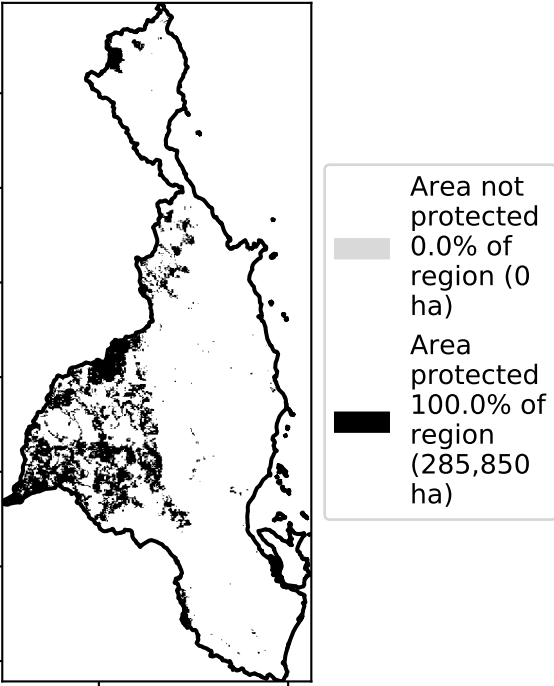 Area not
protected
0.0% of
region (0
ha)
Area
protected
100.0% of
region
(285,850
ha)